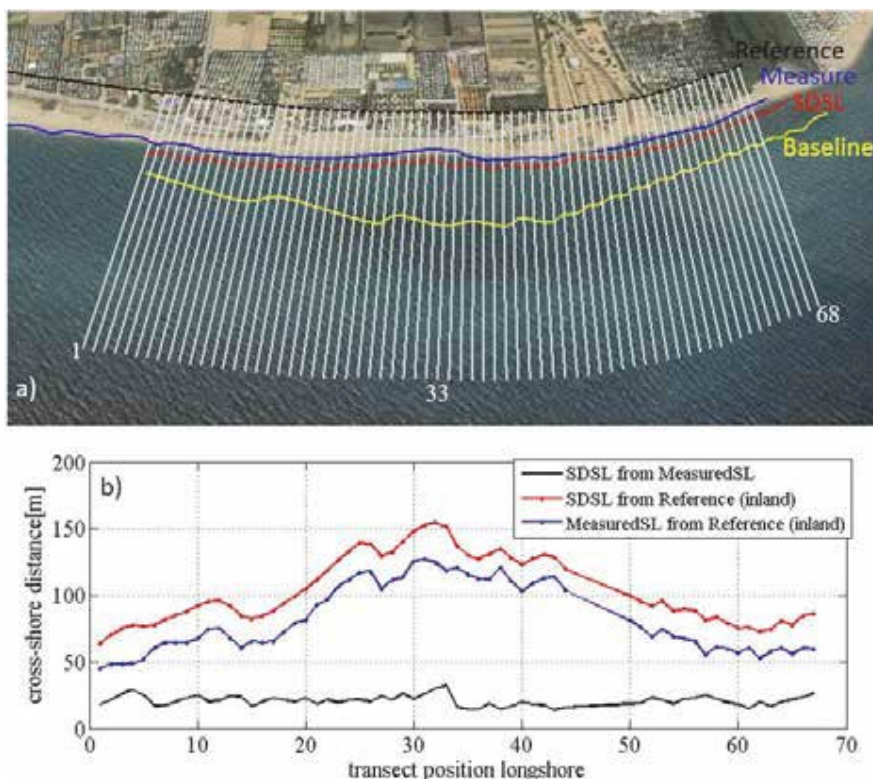 Reference
Measure
SDSL
Baseline
1
33
68
a)
b)
200
150
100
50
0
cross-shore distance[m]
SDSL from MeasuredSL
SDSL from Reference (inland)
MeasuredSL from Reference (inland)
0 10 20 30 40 50 60 70
transect position longshore